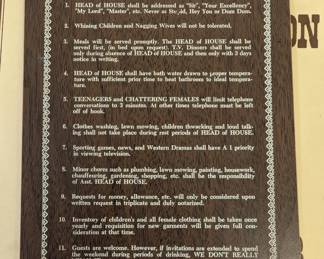 1. HEAD of HOUSE shall be addressed to "Sir", "Your Excellency",
"My Lord", "Master", etc. Never as Stupid, Hey You or Dum Dum.
2. Whining Children and Nagging Wives will not be tolerated.
3. Meals will be served promptly. The HEAD of HOUSE shall be
served first, (in bed upon request). T.V. Dinners shall be served
only during absence of HEAD of HOUSE and then only with 2 days
notice in writing.
4. HEAD of HOUSE shall have bath water drawn to proper tempera-
ture with sufficient prior time to heat bathroom to ideal tempera-
ture.
5. TEENAGERS and CHATTERING FEMALES will limit telephone
conversations to 3 minutes. At other times telephone must be left
off of hook.
6. Clothes washing, lawn mowing, children thwacking and loud talk-
ing shall not take place during rest periods of HEAD OF HOUSE.
7. Sporting games, news, and Western Dramas shall have A 1 priority
in viewing television.
8. Minor chores such as plumbing, lawn mowing, painting, housework,
chauffeuring, gardening, shopping, etc. shall be the responsibility
of Asst. HEAD of HOUSE.
9. Requests for money, allowance, etc. will only be considered upon
written request in triplicate and duly notarized.
10. Inventory of children's and all female clothing shall be taken once
yearly and requisition for new garments will be given full con-
sideration at that time.
11. Guests are welcome. However, if invitations are extended to spend
the weekend during periods of drinking, WE DON'T REALLY
ON